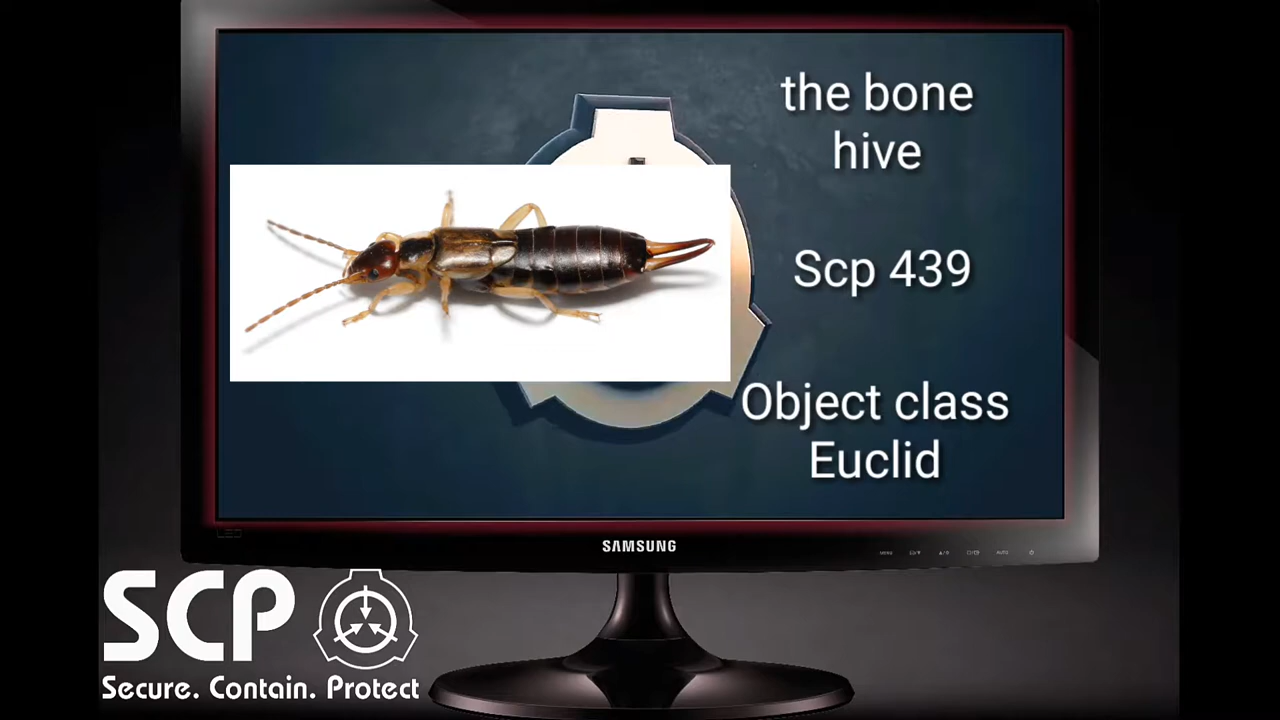 the bone
hive
Scp 439
Object class
Euclid
SAMSUNG
SCP
Secure. Contain. Protect